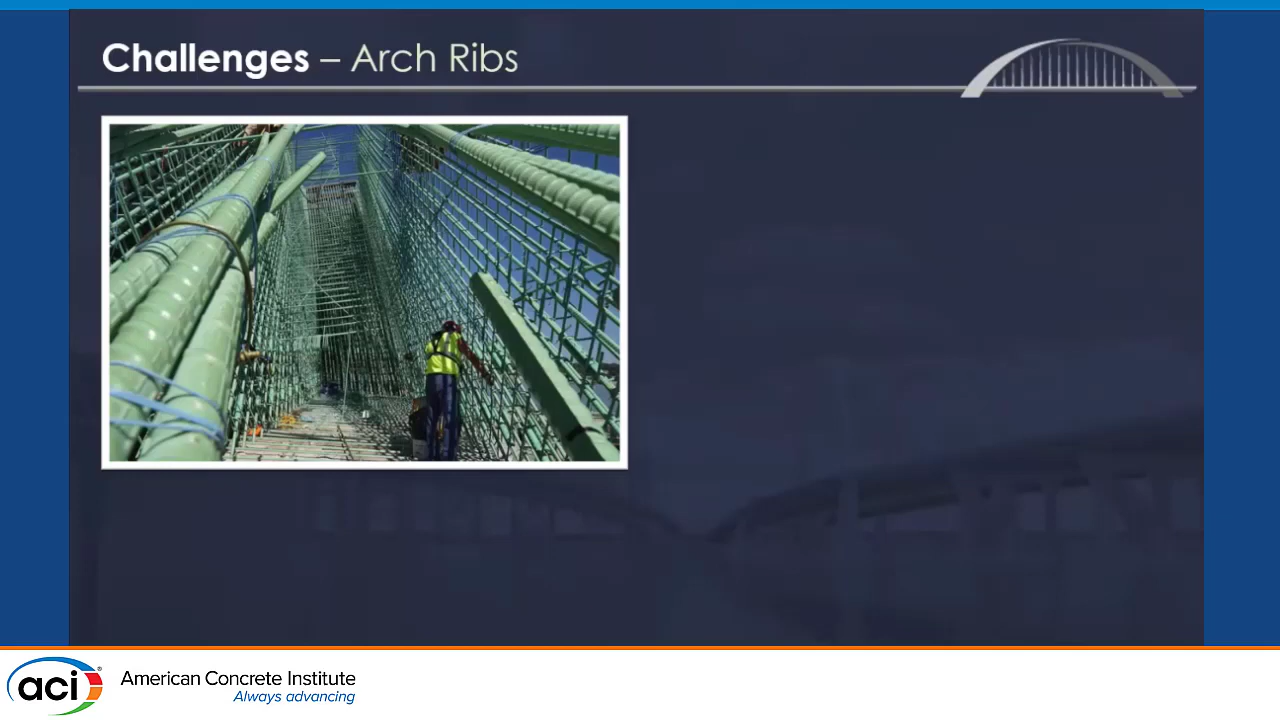 Challenges – Arch Ribs
aci®
American Concrete Institute
Always advancing